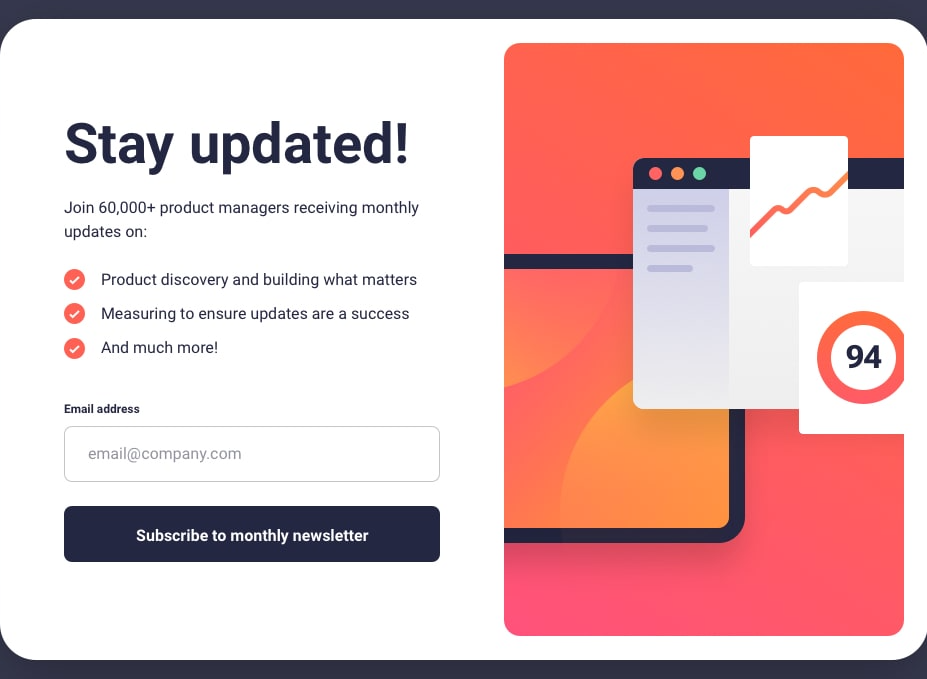 Stay updated!
Join 60,000+ product managers receiving monthly
updates on:
Product discovery and building what matters
Measuring to ensure updates are a success
And much more!
Email address
email@company.com
Subscribe to monthly newsletter
94